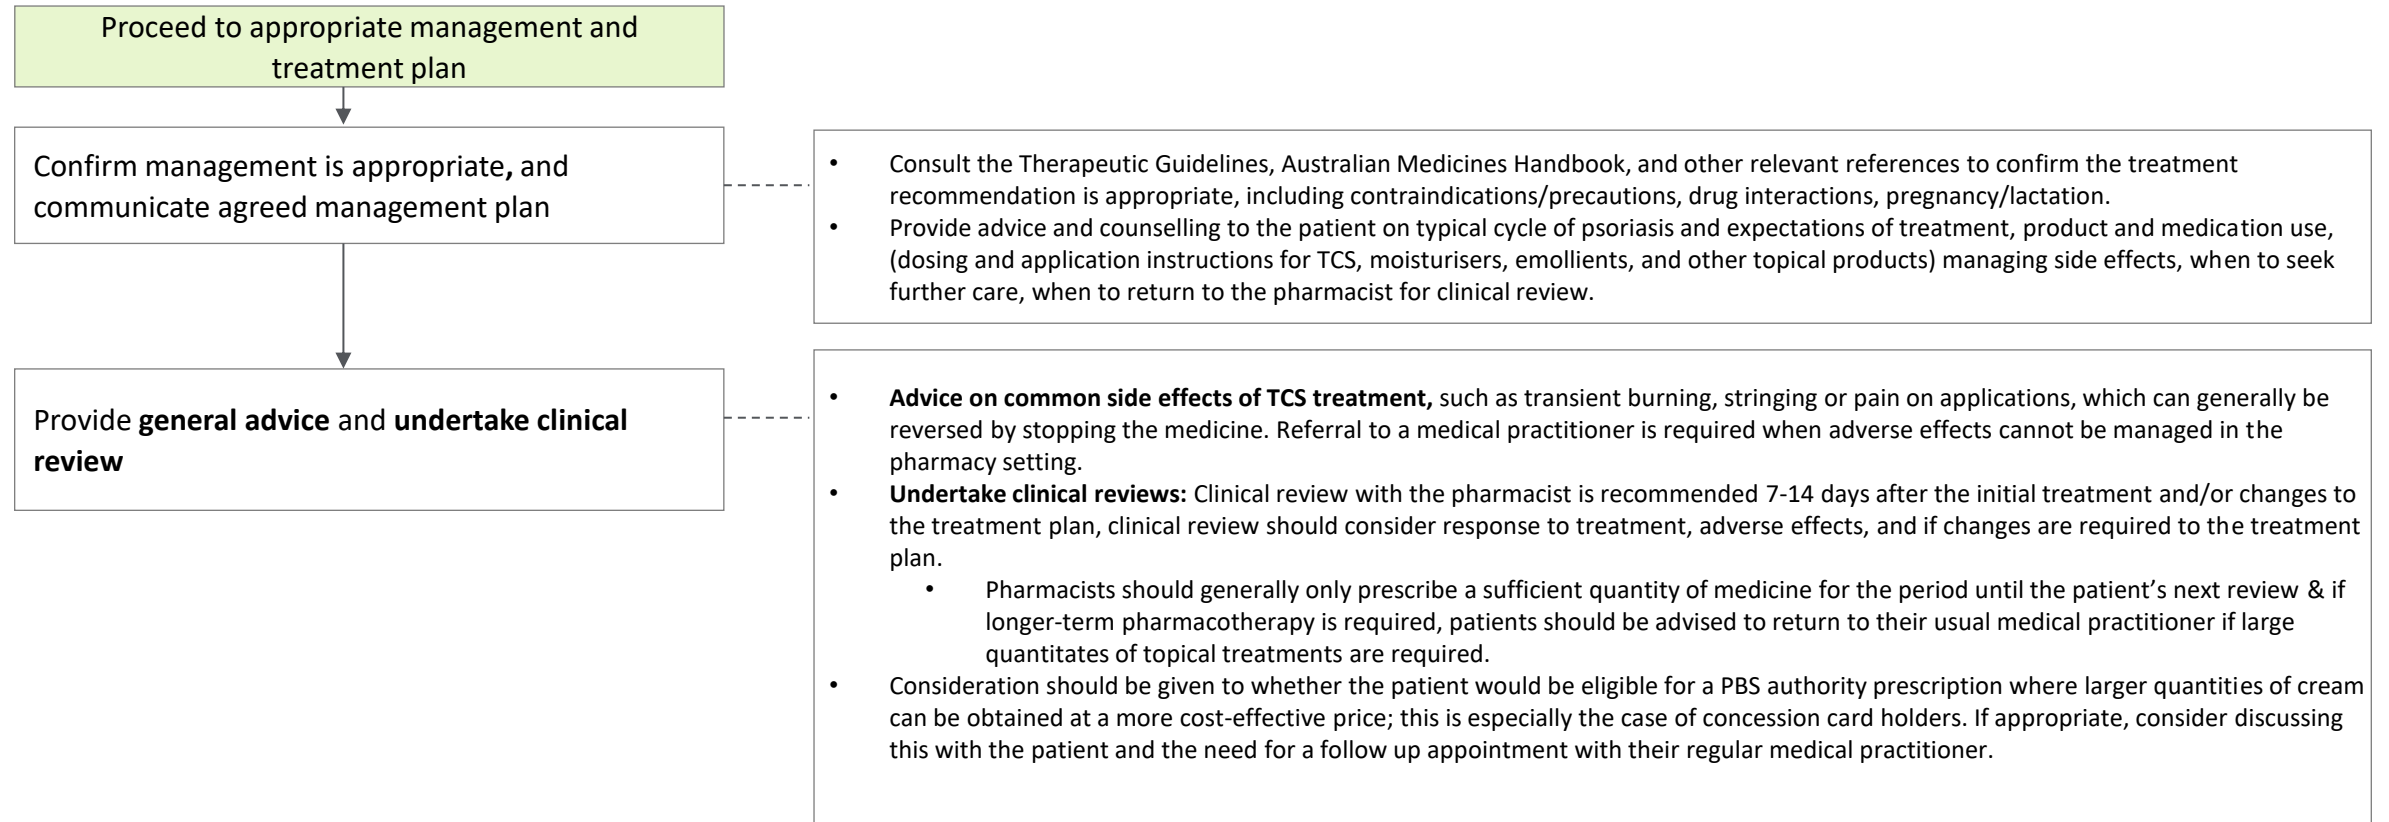 Proceed to appropriate management and
treatment plan
Confirm management is appropriate, and
communicate agreed management plan
• Consult the Therapeutic Guidelines, Australian Medicines Handbook, and other relevant references to confirm the treatment
recommendation is appropriate, including contraindications/precautions, drug interactions, pregnancy/lactation.
• Provide advice and counselling to the patient on typical cycle of psoriasis and expectations of treatment, product and medication use,
(dosing and application instructions for TCS, moisturisers, emollients, and other topical products) managing side effects, when to seek
further care, when to return to the pharmacist for clinical review.
Provide general advice and undertake clinical
review
• Advice on common side effects of TCS treatment, such as transient burning, stringing or pain on applications, which can generally be
reversed by stopping the medicine. Referral to a medical practitioner is required when adverse effects cannot be managed in the
pharmacy setting.
• Undertake clinical reviews: Clinical review with the pharmacist is recommended 7-14 days after the initial treatment and/or changes to
the treatment plan, clinical review should consider response to treatment, adverse effects, and if changes are required to the treatment
plan.
• Pharmacists should generally only prescribe a sufficient quantity of medicine for the period until the patient’s next review & if
longer-term pharmacotherapy is required, patients should be advised to return to their usual medical practitioner if large
quantitates of topical treatments are required.
• Consideration should be given to whether the patient would be eligible for a PBS authority prescription where larger quantities of cream
can be obtained at a more cost-effective price; this is especially the case of concession card holders. If appropriate, consider discussing
this with the patient and the need for a follow up appointment with their regular medical practitioner.